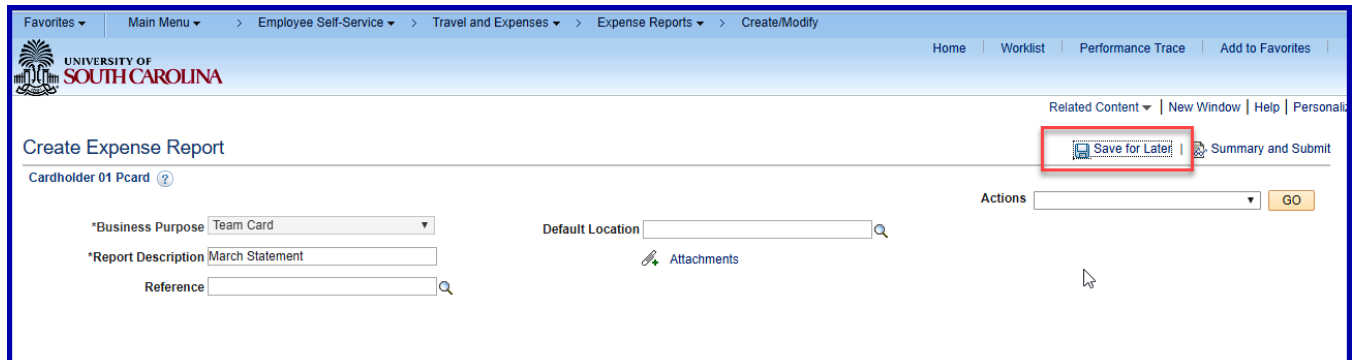 Favorites Main Menu > Employee Self-Service > Travel and Expenses > Expense Reports > Create/Modify
Home Worklist Performance Trace Add to Favorites
UNIVERSITY OF
SOUTH CAROLINA
Related Content | New Window | Help | Personaliz
Create Expense Report
Save for Later | Summary and Submit
Cardholder 01 Pcard ?
Actions GO
*Business Purpose Team Card
Default Location
*Report Description March Statement
Attachments
Reference